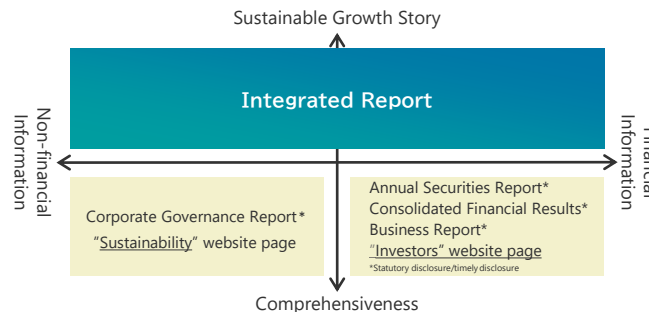 Sustainable Growth Story
Integrated Report
Non-financial
Information
Financial
Information
Corporate Governance Report*
“Sustainability” website page
Annual Securities Report*
Consolidated Financial Results*
Business Report*
“Investors” website page
*Statutory disclosure/timely disclosure
Comprehensiveness